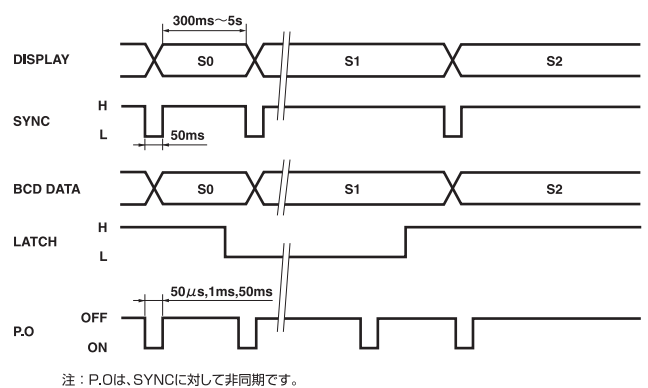 300ms〜5s
DISPLAY S0 S1 S2
H
SYNC
L 50ms
BCD DATA S0 S1 S2
H
LATCH
L
50μs,1ms,50ms
OFF
P.O
ON
注：P.Oは、SYNCに対して非同期です。